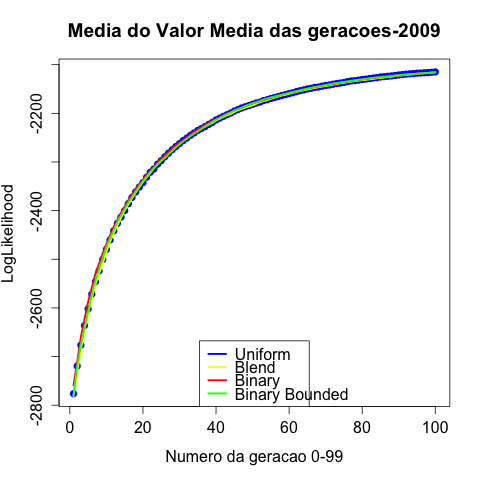 Media do Valor Media das geracoes-2009
LogLikelihood
-2200
-2400
-2600
-2800
Uniform
Blend
Binary
Binary Bounded
0 20 40 60 80 100
Numero da geracao 0-99